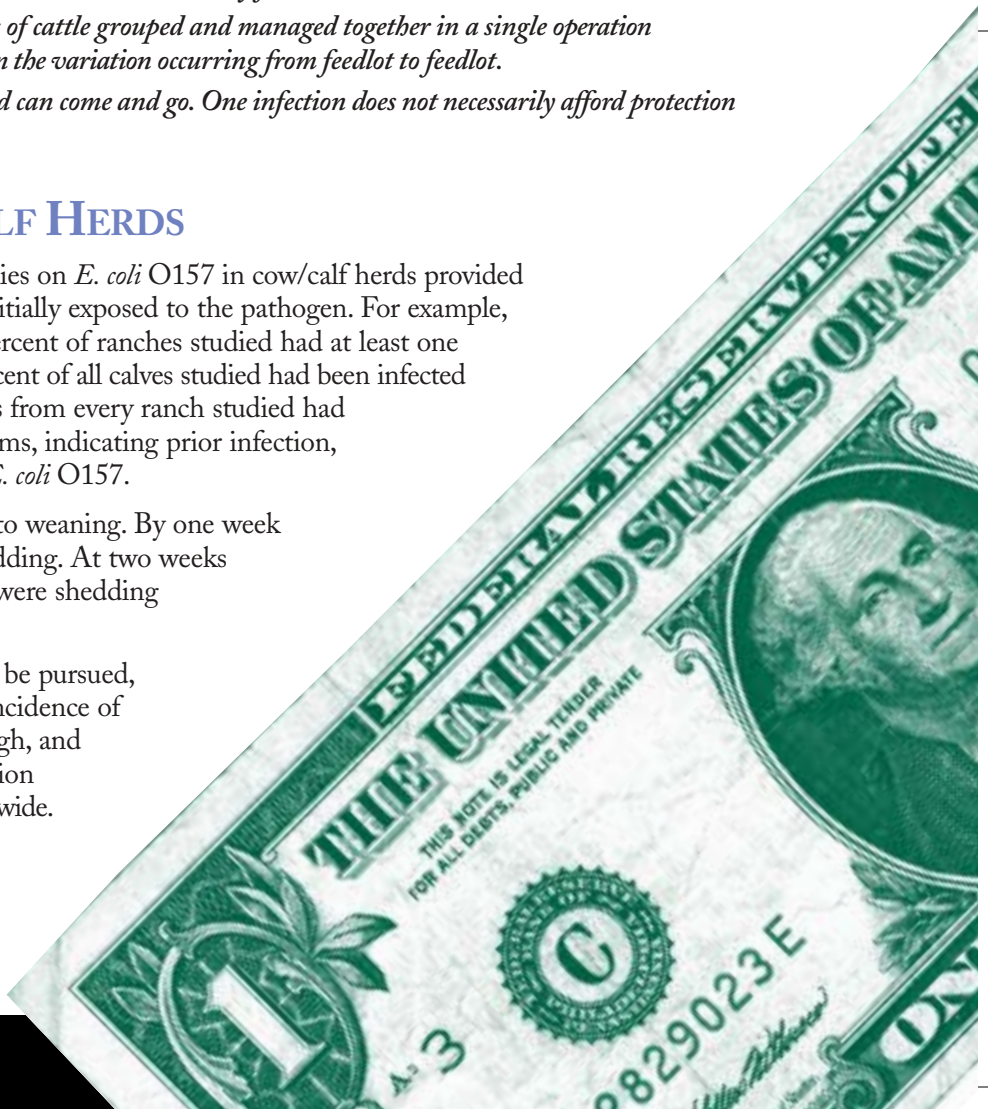 of cattle grouped and managed together in a single operation
the variation occurring from feedlot to feedlot.
can come and go. One infection does not necessarily afford protection
LF HERDS
ies on E. coli O157 in cow/calf herds provided
itially exposed to the pathogen. For example,
ercent of ranches studied had at least one
cent of all calves studied had been infected
s from every ranch studied had
ms, indicating prior infection,
E. coli O157.
to weaning. By one week
dding. At two weeks
were shedding
be pursued,
ncidence of
gh, and
ion
wide.
FEDERAL RESERVE NOTE
THE UNITED STATES OF AME
THIS NOTE IS LEGAL TENDER
FOR ALL DEBTS, PUBLIC AND PRIVATE
C
1
A 3
8829023 E
ON